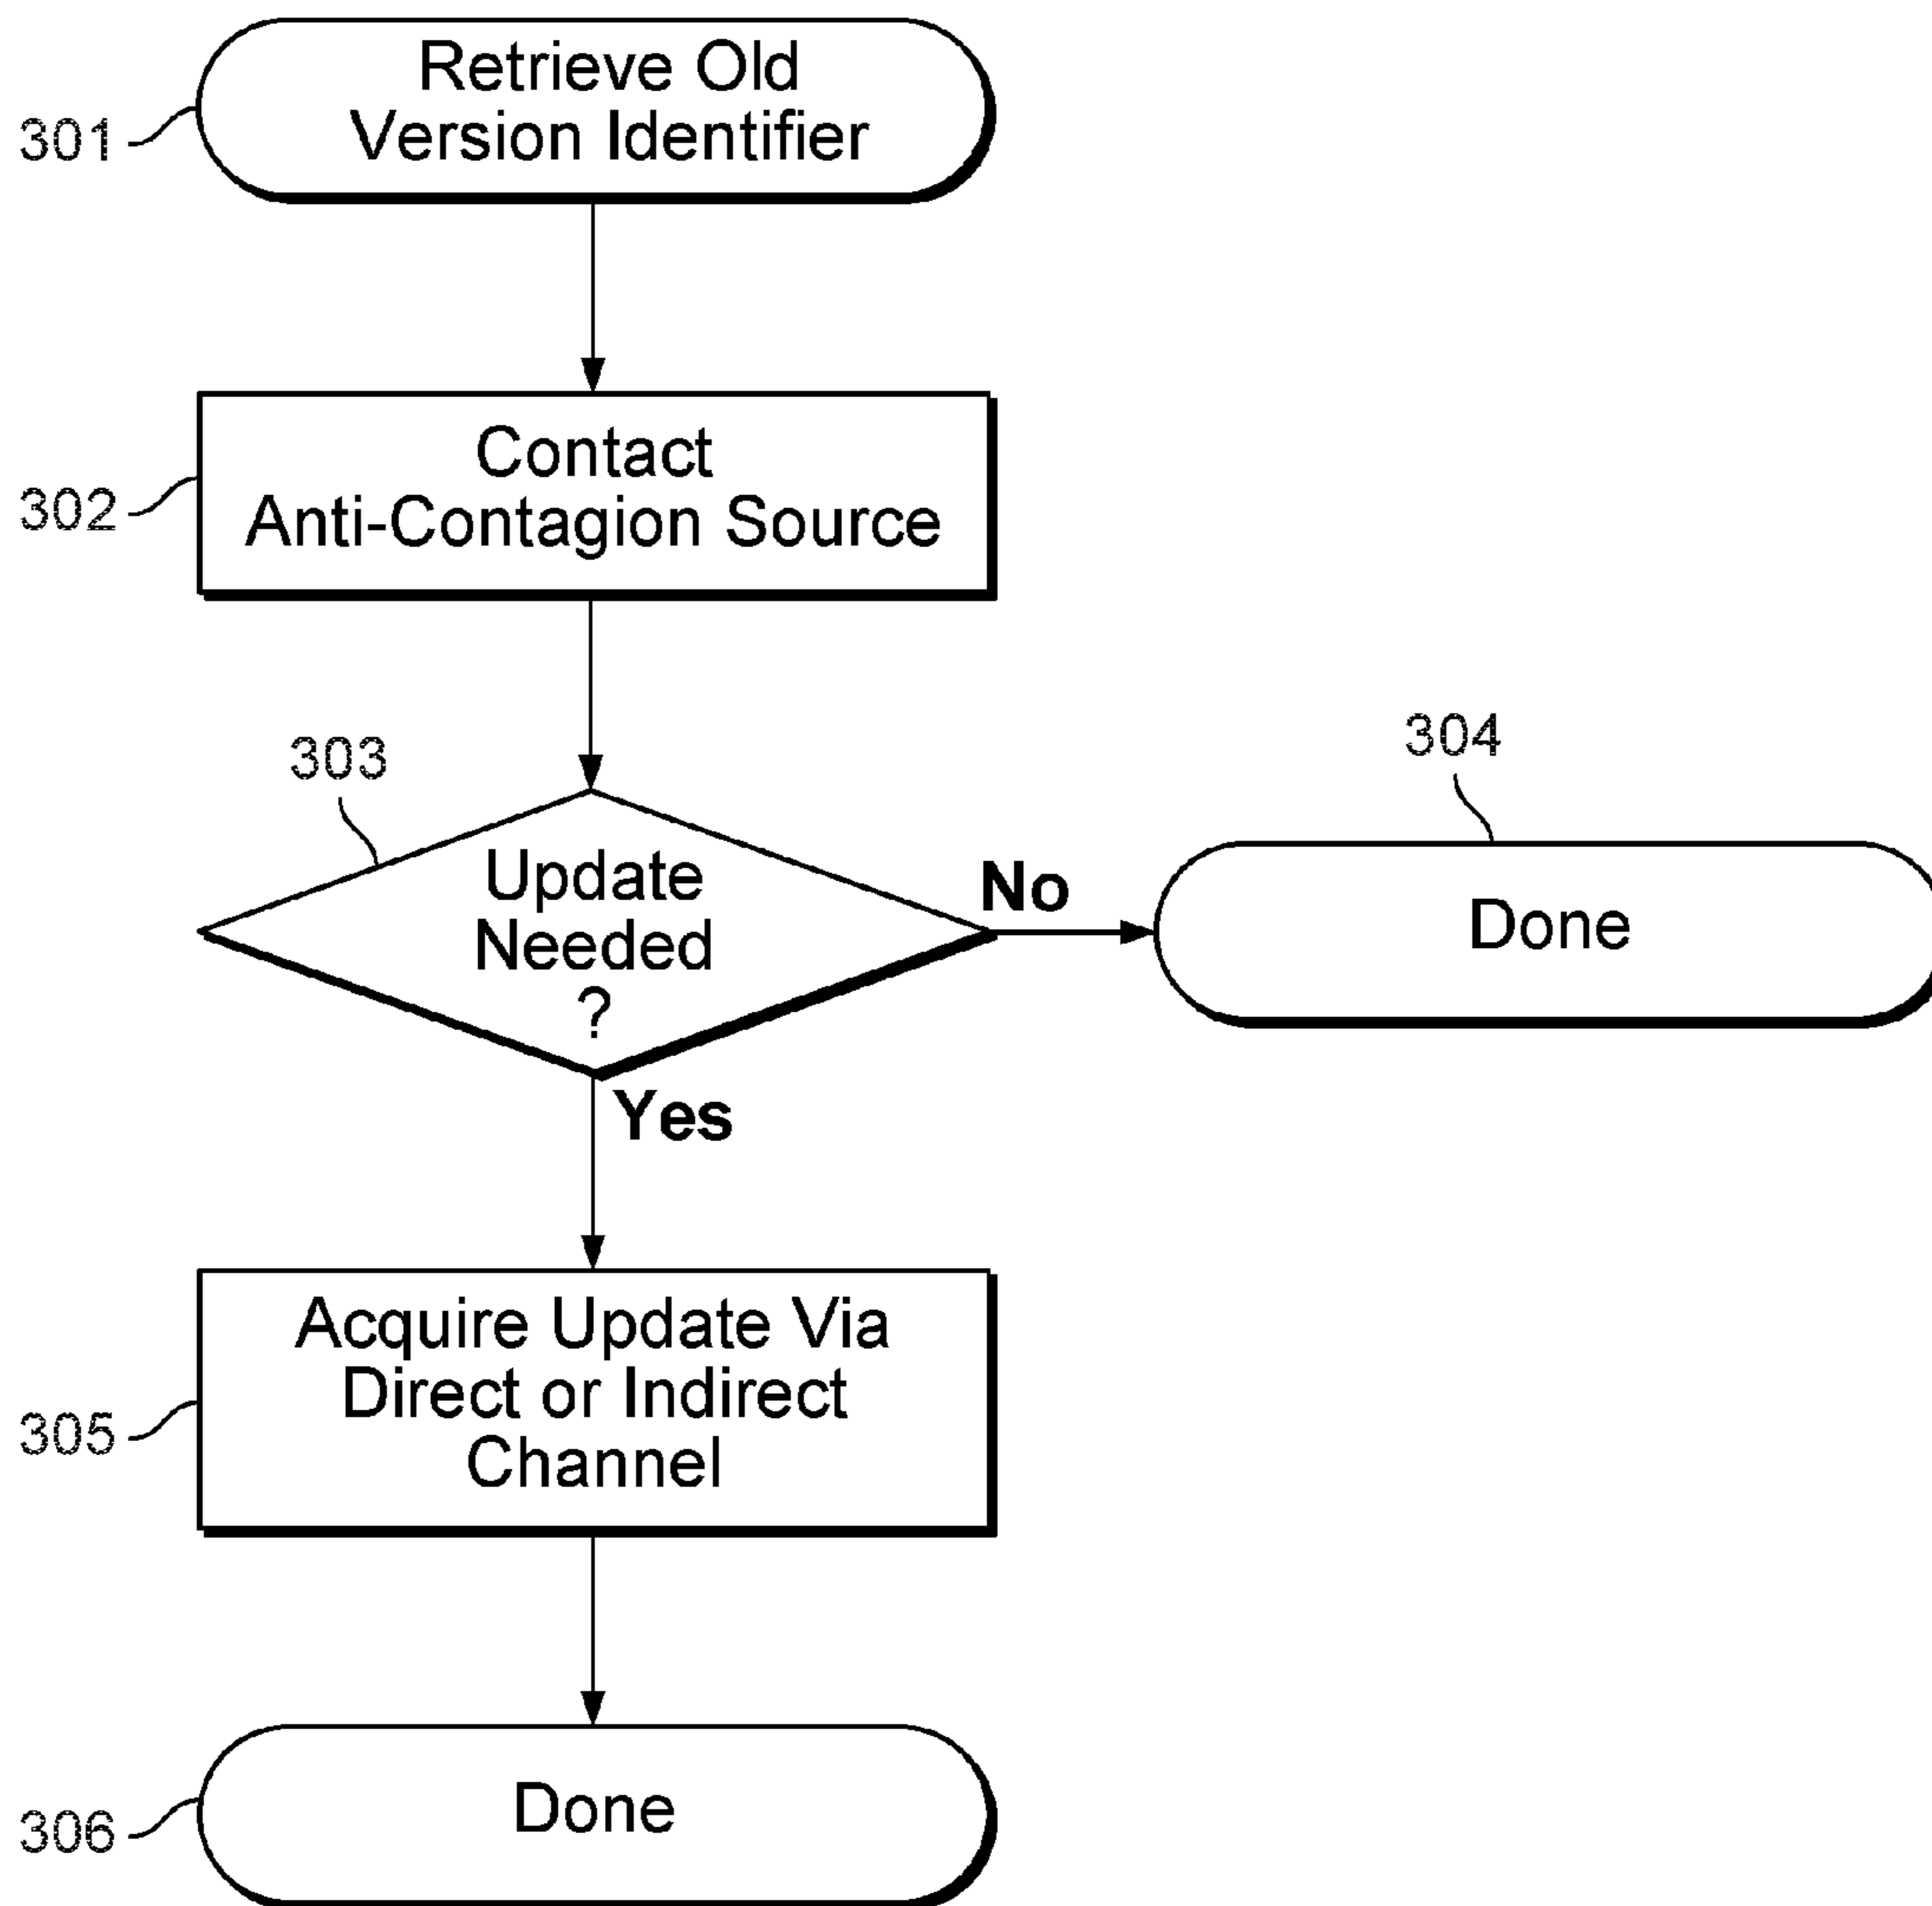 301
Retrieve Old
Version Identifier
302
Contact
Anti-Contagion Source
303
Update
Needed
?
No
304
Done
Yes
305
Acquire Update Via
Direct or Indirect
Channel
306
Done